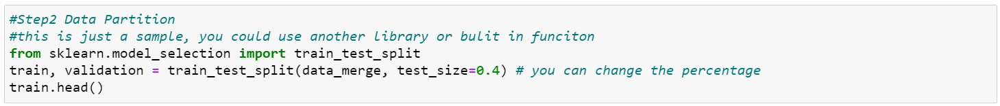 #Step2 Data Partition
#this is just a sample, you could use another library or bulit in funciton
from sklearn.model_selection import train_test_split
train, validation = train_test_split(data_merge, test_size=0.4) # you can change the percentage
train.head()